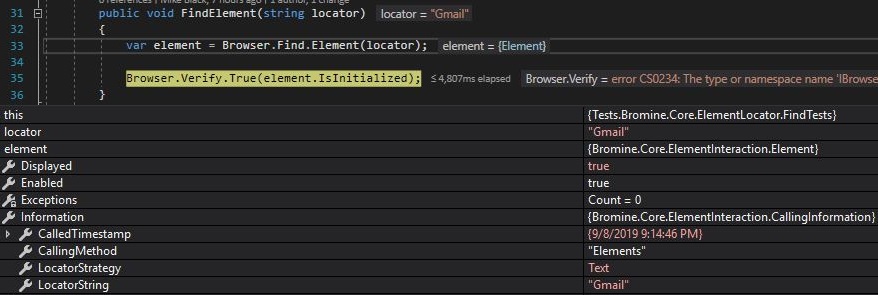 0 references | Mike Black, 7 hours ago | 1 author, 1 change
31 public void FindElement(string locator) locator = "Gmail"
32 {
33 var element = Browser.Find.Element(locator); element = {Element}
34
35 Browser.Verify.True(element.IsInitialized); ≤ 4,807ms elapsed Browser.Verify = error CS0234: The type or namespace name 'IBrowse
36 }
this {Tests.Bromine.Core.ElementLocator.FindTests}
locator "Gmail"
element {Bromine.Core.ElementInteraction.Element}
Displayed true
Enabled true
Exceptions Count = 0
Information {Bromine.Core.ElementInteraction.CallingInformation}
CalledTimestamp {9/8/2019 9:14:46 PM}
CallingMethod "Elements"
LocatorStrategy Text
LocatorString "Gmail"